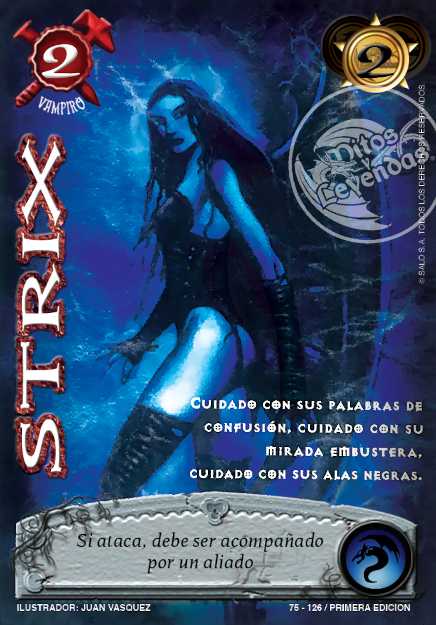 2
VAMPIRO
2
Mitos
y
Leyendas
© SALO S.A. TODOS LOS DERECHOS RESERVADOS
STRIX
CUIDADO CON SUS PALABRAS DE
CONFUSIÓN, CUIDADO CON SU
MIRADA EMBUSTERA,
CUIDADO CON SUS ALAS NEGRAS.
Si ataca, debe ser acompañado
por un aliado
ILUSTRADOR: JUAN VASQUEZ
75 - 126 / PRIMERA EDICION